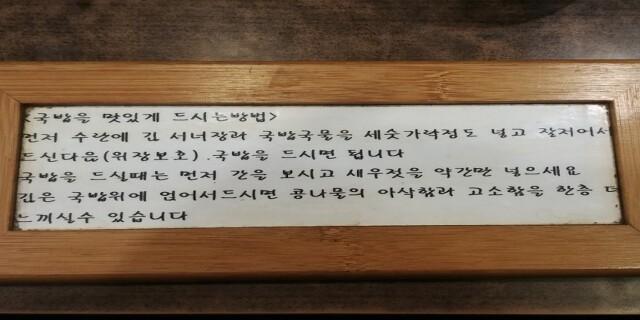 <국밥을 맛있게 드시는방법>
먼저 수란에 김 서너장과 국밥국물을 세숫가락정도 넣고 잘저어서
드신다음(위장보호).국밥을 드시면 됩니다
국밥을 드실때는 먼저 간을 보시고 새우젓을 약간만 넣으세요
김은 국밥위에 얹어서드시면 콩나물의 아삭함과 고소함을 한층 더
느끼실수 있습니다